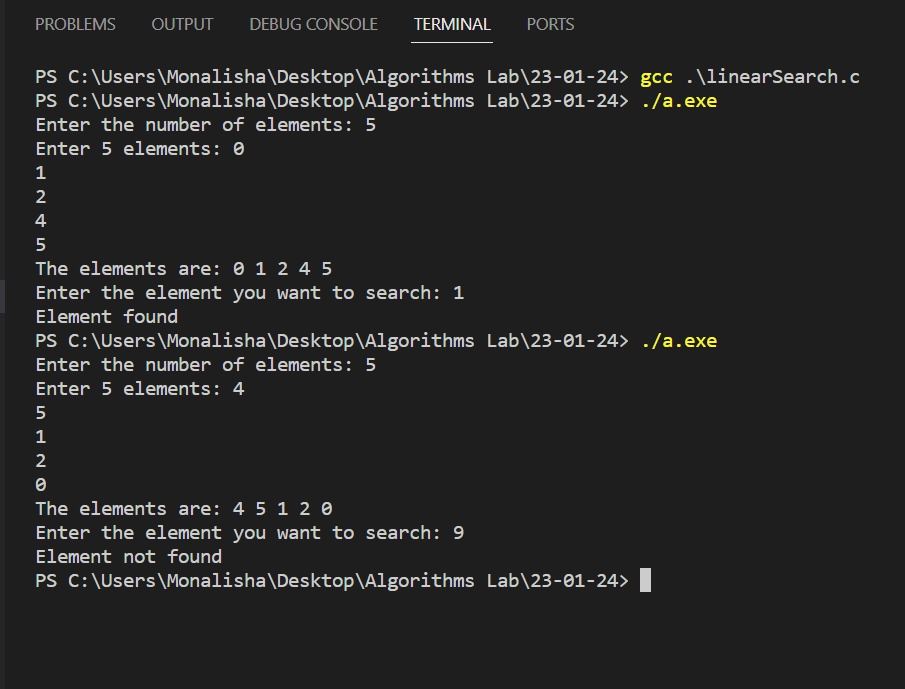 PROBLEMS OUTPUT DEBUG CONSOLE TERMINAL PORTS
PS C:\Users\Monalisha\Desktop\Algorithms Lab\23-01-24> gcc .\linearSearch.c
PS C:\Users\Monalisha\Desktop\Algorithms Lab\23-01-24> ./a.exe
Enter the number of elements: 5
Enter 5 elements: 0
1
2
4
5
The elements are: 0 1 2 4 5
Enter the element you want to search: 1
Element found
PS C:\Users\Monalisha\Desktop\Algorithms Lab\23-01-24> ./a.exe
Enter the number of elements: 5
Enter 5 elements: 4
5
1
2
0
The elements are: 4 5 1 2 0
Enter the element you want to search: 9
Element not found
PS C:\Users\Monalisha\Desktop\Algorithms Lab\23-01-24>